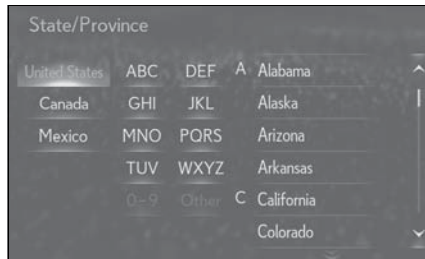 State/Province
United States ABC DEF A Alabama
Canada GHI JKL Alaska
Mexico MNO PQRS Arizona
TUV WXYZ Arkansas
0-9 Other C California
Colorado